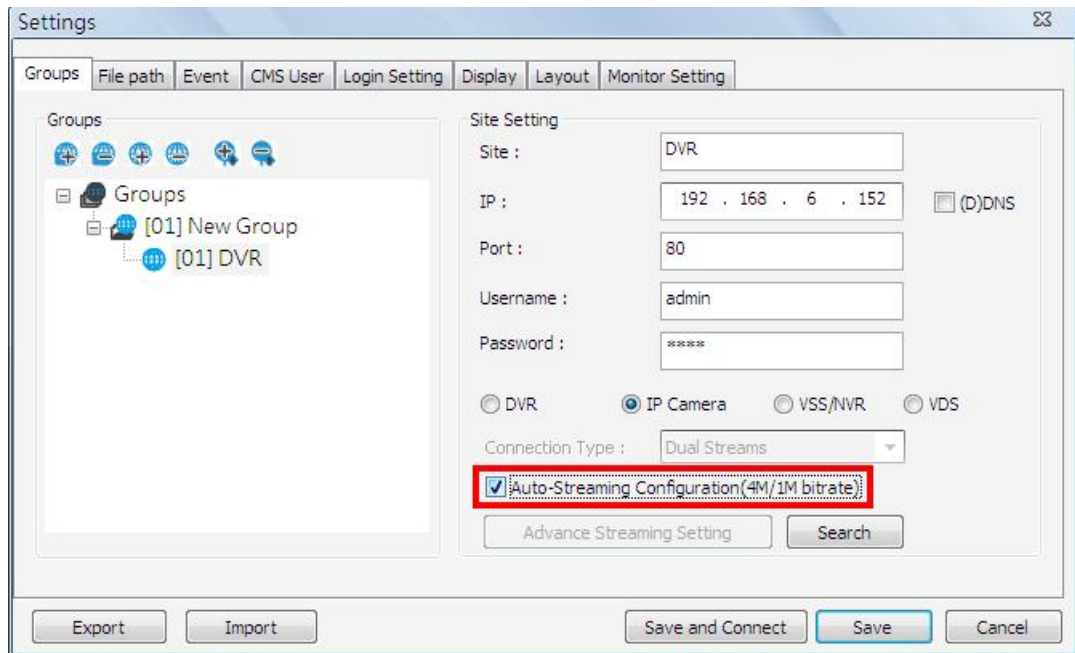 Settings
Groups File path Event CMS User Login Setting Display Layout Monitor Setting
Groups
Groups
[01] New Group
[01] DVR
Site Setting
Site : DVR
IP : 192 . 168 . 6 . 152 (D)DNS
Port : 80
Username : admin
Password : ****
DVR IP Camera VSS/NVR VDS
Connection Type : Dual Streams
Auto-Streaming Configuration(4M/1M bitrate)
Advance Streaming Setting Search
Export Import Save and Connect Save Cancel